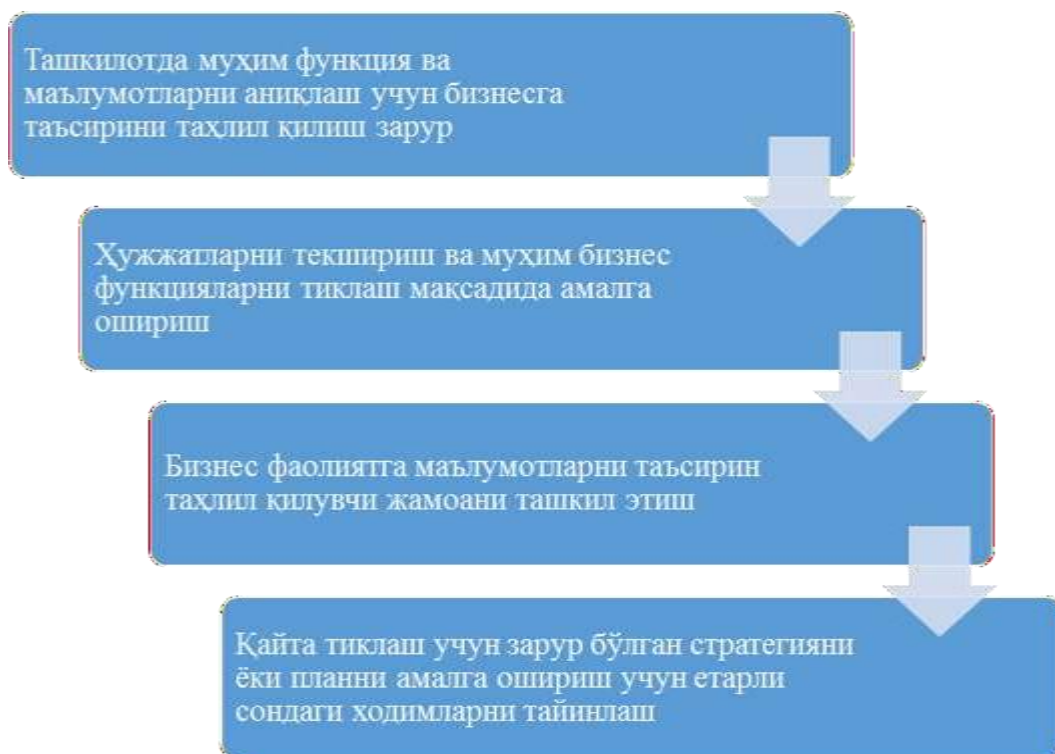 Ташкилотда муҳим функция ва
маълумотларни аниқлаш учун бизнесга
таъсирини таҳлил қилиш зарур
Ҳужжатларни текшириш ва муҳим бизнес
функцияларни тиклаш мақсадида амалга
ошириш
Бизнес фаолиятга маълумотларни таъсирин
таҳлил қилувчи жамоани ташкил этиш
Қайта тиклаш учун зарур бўлган стратегияни
ёки планни амалга ошириш учун етарли
сондаги ходимларни тайинлаш